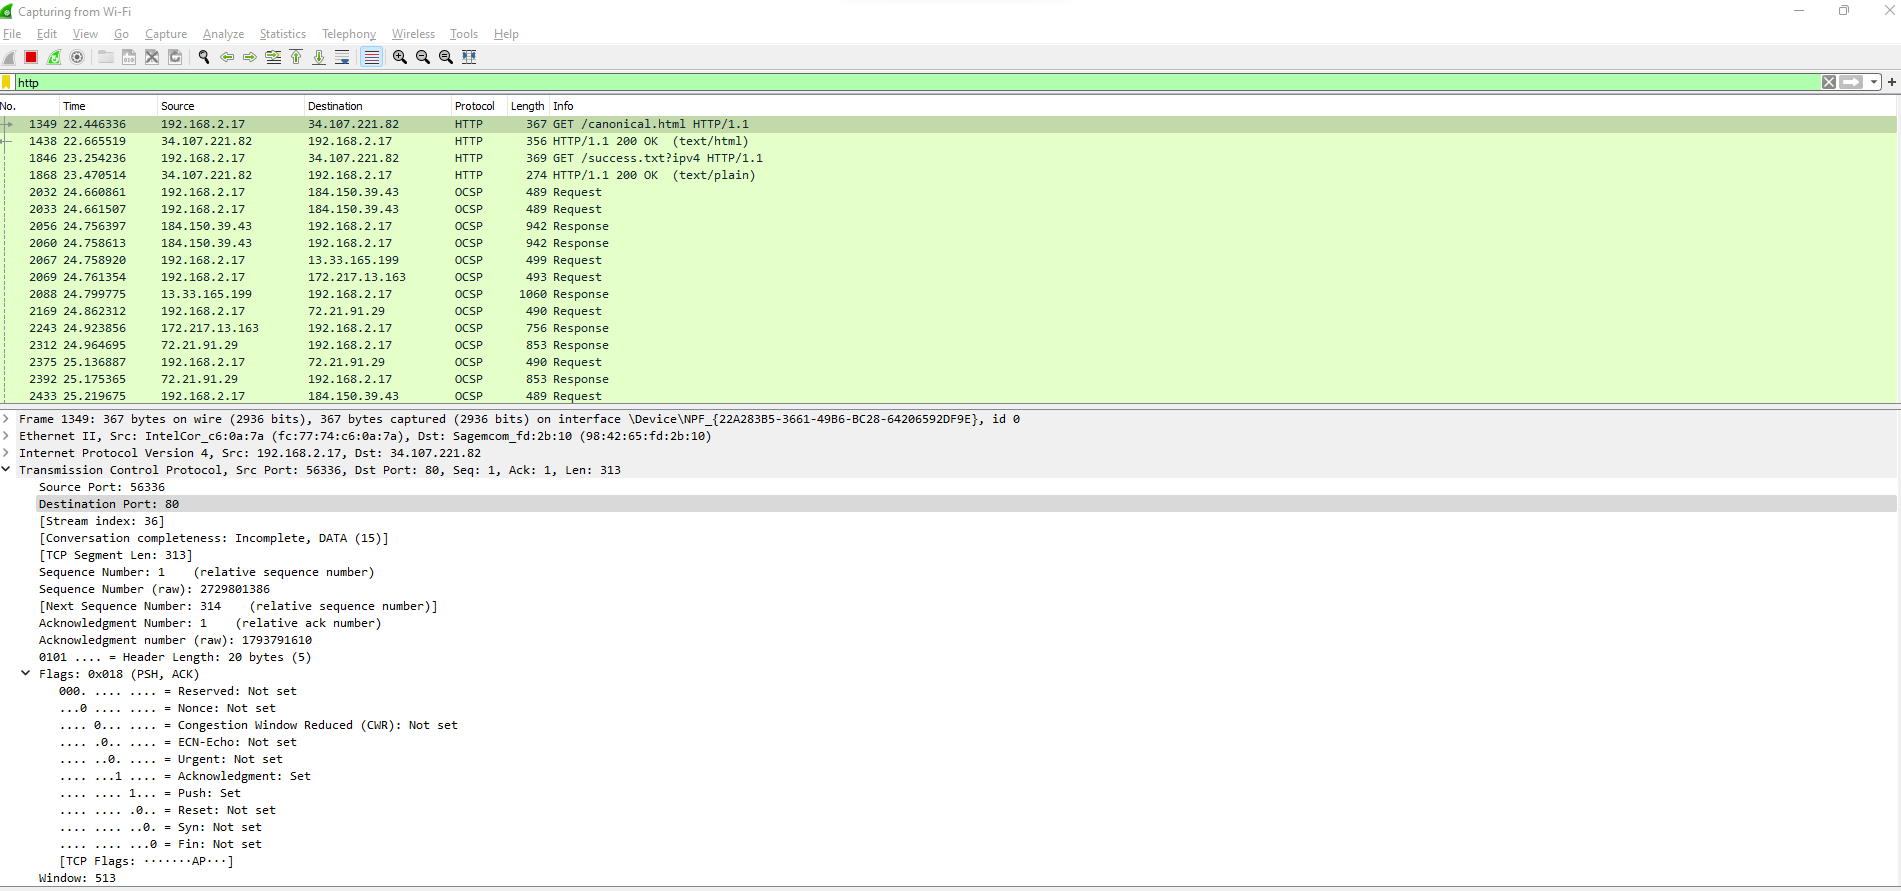 Capturing from Wi-Fi
File Edit View Go Capture Analyze Statistics Telephony Wireless Tools Help
http
No. Time Source Destination Protocol Length Info
1349 22.446336 192.168.2.17 34.107.221.82 HTTP 367 GET /canonical.html HTTP/1.1
1438 22.665519 34.107.221.82 192.168.2.17 HTTP 356 HTTP/1.1 200 OK (text/html)
1846 23.254236 192.168.2.17 34.107.221.82 HTTP 369 GET /success.txt?ipv4 HTTP/1.1
1868 23.470514 34.107.221.82 192.168.2.17 HTTP 274 HTTP/1.1 200 OK (text/plain)
2032 24.660861 192.168.2.17 184.150.39.43 OCSP 489 Request
2033 24.661507 192.168.2.17 184.150.39.43 OCSP 489 Request
2056 24.756397 184.150.39.43 192.168.2.17 OCSP 942 Response
2060 24.758613 184.150.39.43 192.168.2.17 OCSP 942 Response
2067 24.758920 192.168.2.17 13.33.165.199 OCSP 499 Request
2069 24.761354 192.168.2.17 172.217.13.163 OCSP 493 Request
2088 24.799775 13.33.165.199 192.168.2.17 OCSP 1060 Response
2169 24.862312 192.168.2.17 72.21.91.29 OCSP 490 Request
2243 24.923856 172.217.13.163 192.168.2.17 OCSP 756 Response
2312 24.964695 72.21.91.29 192.168.2.17 OCSP 853 Response
2375 25.136887 192.168.2.17 72.21.91.29 OCSP 490 Request
2392 25.175365 72.21.91.29 192.168.2.17 OCSP 853 Response
2433 25.219675 192.168.2.17 184.150.39.43 OCSP 489 Request
Frame 1349: 367 bytes on wire (2936 bits), 367 bytes captured (2936 bits) on interface \Device\NPF_{22A283B5-3661-49B6-BC28-64206592DF9E}, id 0
Ethernet II, Src: IntelCor_c6:0a:7a (fc:77:74:c6:0a:7a), Dst: Sagemcom_fd:2b:10 (98:42:65:fd:2b:10)
Internet Protocol Version 4, Src: 192.168.2.17, Dst: 34.107.221.82
Transmission Control Protocol, Src Port: 56336, Dst Port: 80, Seq: 1, Ack: 1, Len: 313
Source Port: 56336
Destination Port: 80
[Stream index: 36]
[Conversation completeness: Incomplete, DATA (15)]
[TCP Segment Len: 313]
Sequence Number: 1 (relative sequence number)
Sequence Number (raw): 2729801386
[Next Sequence Number: 314 (relative sequence number)]
Acknowledgment Number: 1 (relative ack number)
Acknowledgment number (raw): 1793791610
0101 .... = Header Length: 20 bytes (5)
Flags: 0x018 (PSH, ACK)
000. .... .... = Reserved: Not set
...0 .... .... = Nonce: Not set
.... 0... .... = Congestion Window Reduced (CWR): Not set
.... .0.. .... = ECN-Echo: Not set
.... ..0. .... = Urgent: Not set
.... ...1 .... = Acknowledgment: Set
.... .... 1... = Push: Set
.... .... .0.. = Reset: Not set
.... .... ..0. = Syn: Not set
.... .... ...0 = Fin: Not set
[TCP Flags: ·······AP···]
Window: 513